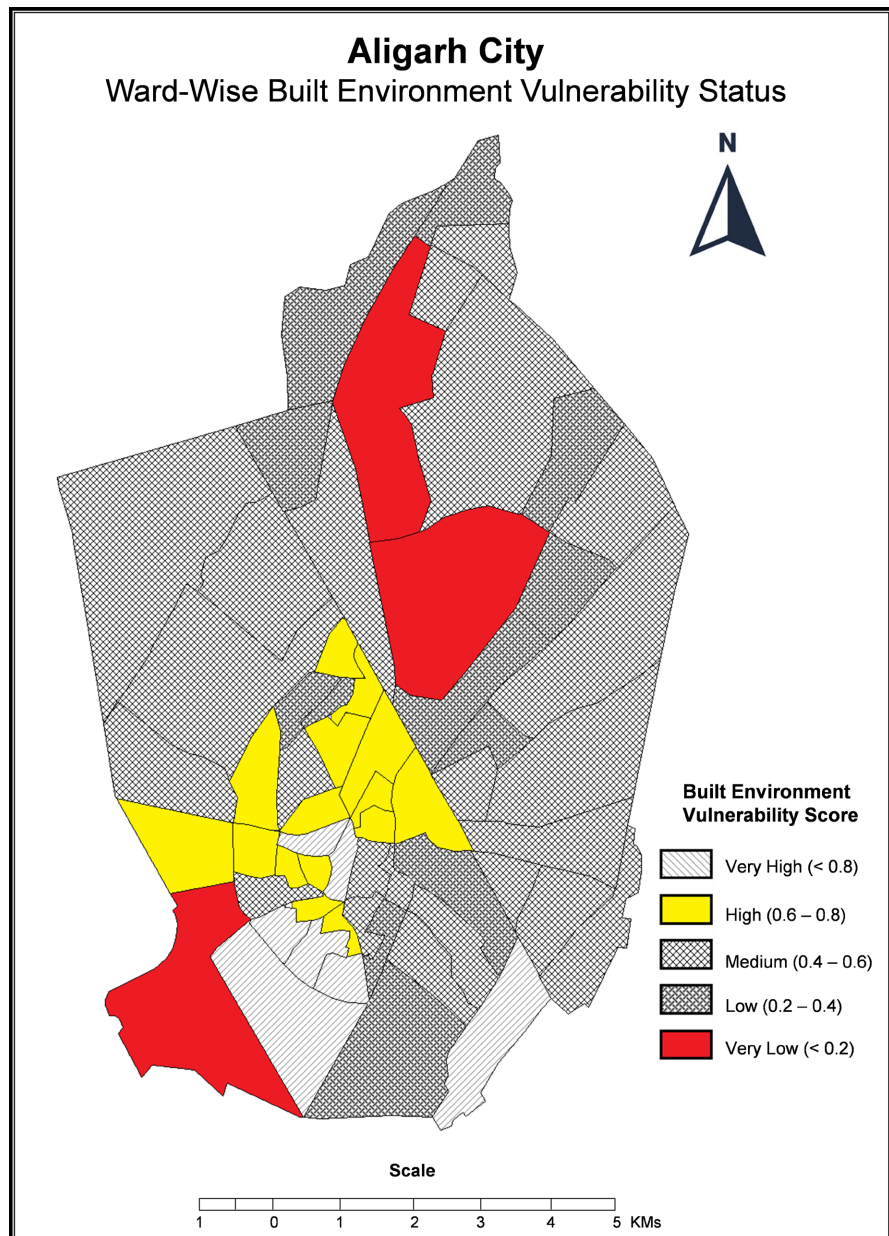 Aligarh City
Ward-Wise Built Environment Vulnerability Status
N
Built Environment
Vulnerability Score
Very High (< 0.8)
High (0.6 – 0.8)
Medium (0.4 – 0.6)
Low (0.2 – 0.4)
Very Low (< 0.2)
Scale
1 0 1 2 3 4 5 KMs